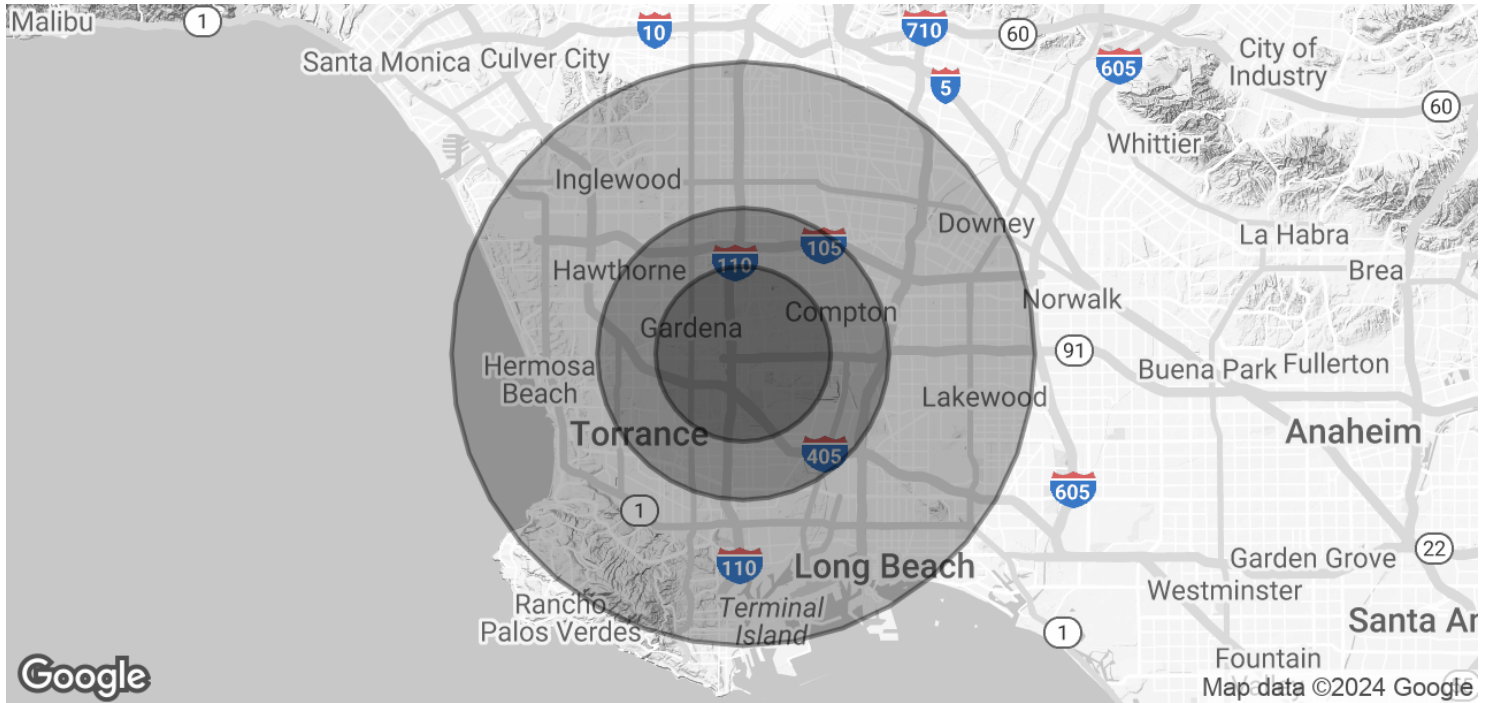 Malibu
1
10
710
60
Santa Monica
Culver City
City of
Industry
605
5
60
Whittier
Inglewood
Downey
La Habra
105
110
Hawthorne
Brea
Norwalk
Compton
Gardena
91
Hermosa
Beach
Buena Park
Fullerton
Lakewood
Torrance
Anaheim
405
605
1
22
110
Long Beach
Garden Grove
Westminster
Rancho
Palos Verdes
Terminal
Island
Santa An
1
Fountain
Valley
Google
Map data ©2024 Google